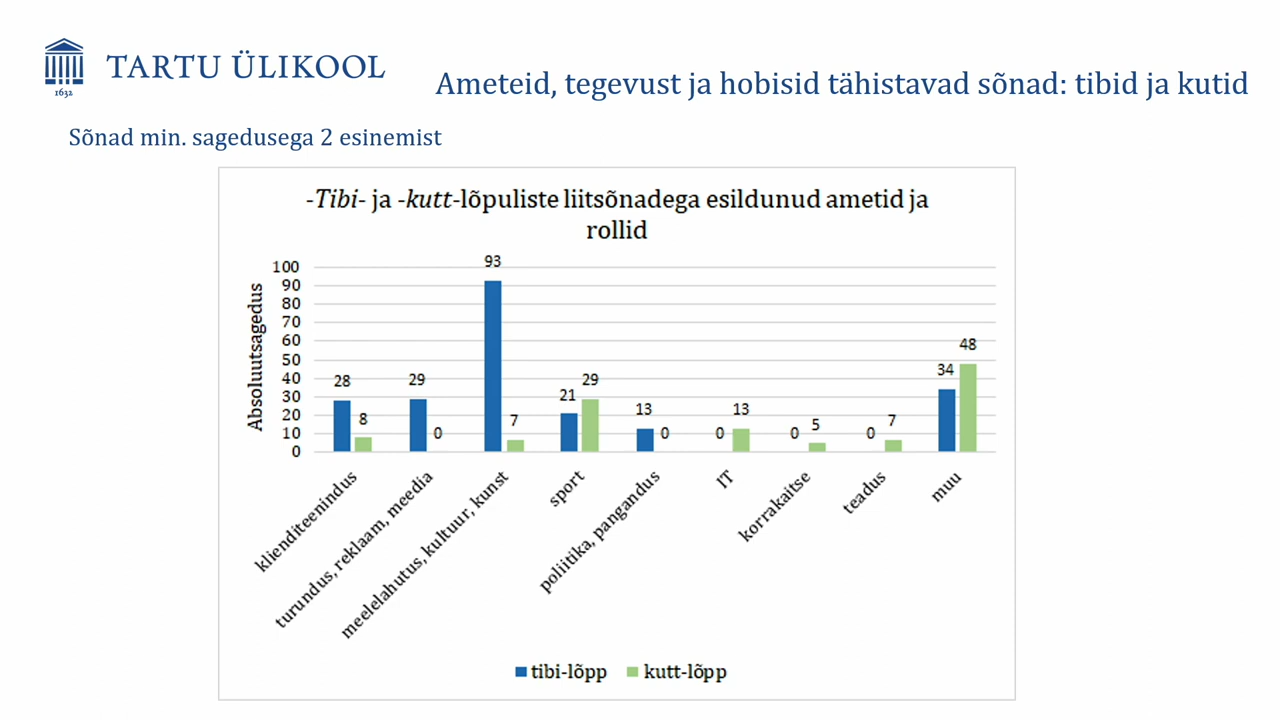 TARTU ÜLIKOOL
1632
Ameteid, tegevust ja hobisid tähistavad sõnad: tibid ja kutid
Sõnad min. sagedusega 2 esinemist
-Tibi- ja -kutt-lõpuliste liitsõnadega esildunud ametid ja
rollid
Absoluutsagedus
100
90
80
70
60
50
40
30
20
10
0
28
8
29
0
93
7
21
29
13
0
0
13
0
5
0
7
34
48
klienditeenindus
turundus, reklaam, meedia
meelelahutus, kultuur, kunst
sport
poliitika, pangandus
IT
korrakaitse
teadus
muu
tibi-lõpp
kutt-lõpp